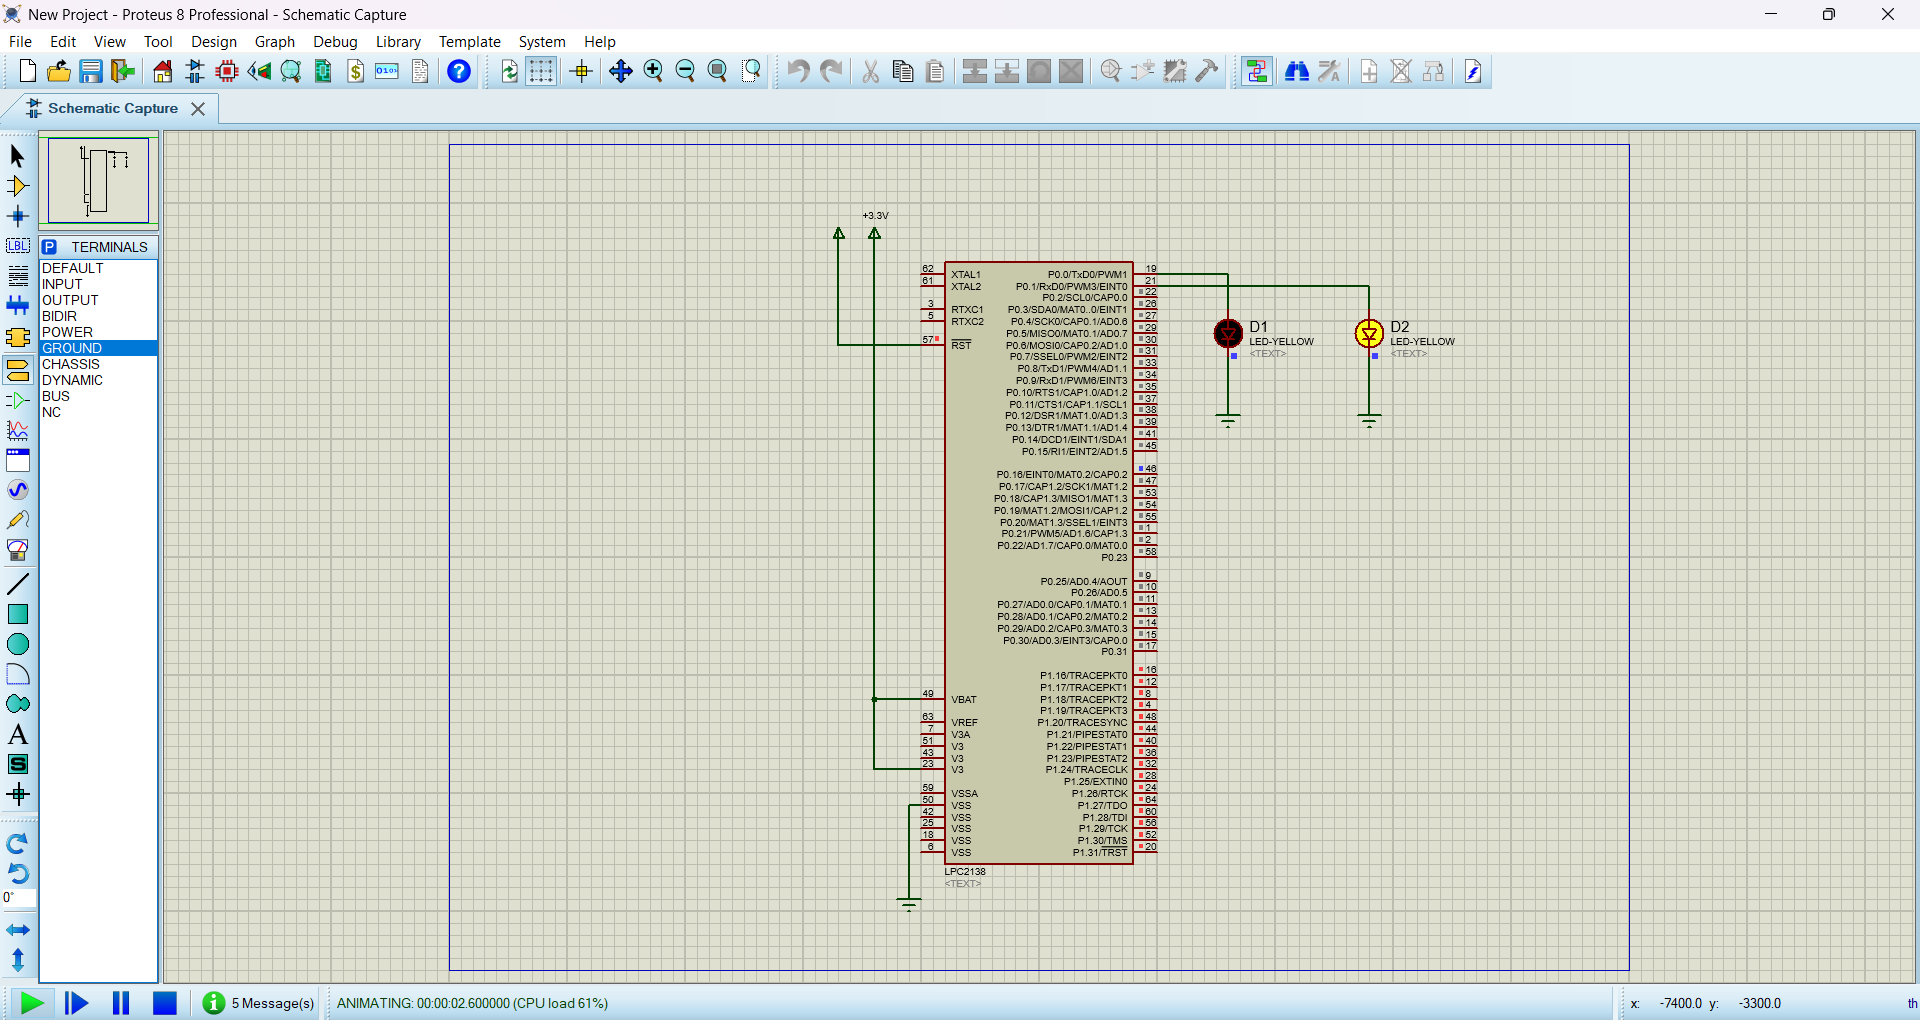 New Project - Proteus 8 Professional - Schematic Capture
File Edit View Tool Design Graph Debug Library Template System Help
Schematic Capture
P TERMINALS
DEFAULT
INPUT
OUTPUT
BIDIR
POWER
GROUND
CHASSIS
DYNAMIC
BUS
NC
LBL
A
S
0°
+3.3V
62 XTAL1
61 XTAL2
3 RTXC1
5 RTXC2
57 RST
49 VBAT
63 VREF
7 V3A
51 V3
43 V3
23 V3
59 VSSA
50 VSS
42 VSS
25 VSS
18 VSS
6 VSS
P0.0/TxD0/PWM1 19
P0.1/RxD0/PWM3/EINT0 21
P0.2/SCL0/CAP0.0 22
P0.3/SDA0/MAT0..0/EINT1 26
P0.4/SCK0/CAP0.1/AD0.6 27
P0.5/MISO0/MAT0.1/AD0.7 29
P0.6/MOSI0/CAP0.2/AD1.0 30
P0.7/SSEL0/PWM2/EINT2 31
P0.8/TxD1/PWM4/AD1.1 33
P0.9/RxD1/PWM6/EINT3 34
P0.10/RTS1/CAP1.0/AD1.2 35
P0.11/CTS1/CAP1.1/SCL1 37
P0.12/DSR1/MAT1.0/AD1.3 38
P0.13/DTR1/MAT1.1/AD1.4 39
P0.14/DCD1/EINT1/SDA1 41
P0.15/RI1/EINT2/AD1.5 45
P0.16/EINT0/MAT0.2/CAP0.2 46
P0.17/CAP1.2/SCK1/MAT1.2 47
P0.18/CAP1.3/MISO1/MAT1.3 53
P0.19/MAT1.2/MOSI1/CAP1.2 54
P0.20/MAT1.3/SSEL1/EINT3 55
P0.21/PWM5/AD1.6/CAP1.3 1
P0.22/AD1.7/CAP0.0/MAT0.0 2
P0.23 58
P0.25/AD0.4/AOUT 9
P0.26/AD0.5 10
P0.27/AD0.0/CAP0.1/MAT0.1 11
P0.28/AD0.1/CAP0.2/MAT0.2 13
P0.29/AD0.2/CAP0.3/MAT0.3 14
P0.30/AD0.3/EINT3/CAP0.0 15
P0.31 17
P1.16/TRACEPKT0 16
P1.17/TRACEPKT1 12
P1.18/TRACEPKT2 8
P1.19/TRACEPKT3 4
P1.20/TRACESYNC 48
P1.21/PIPESTAT0 44
P1.22/PIPESTAT1 40
P1.23/PIPESTAT2 36
P1.24/TRACECLK 32
P1.25/EXTIN0 28
P1.26/RTCK 24
P1.27/TDO 64
P1.28/TDI 60
P1.29/TCK 56
P1.30/TMS 52
P1.31/TRST 20
LPC2138
<TEXT>
D1
LED-YELLOW
<TEXT>
D2
LED-YELLOW
<TEXT>
5 Message(s) ANIMATING: 00:00:02.600000 (CPU load 61%) x: -7400.0 y: -3300.0 th